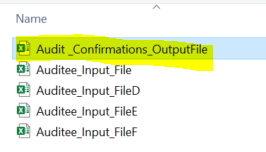 Name
Audit _Confirmations_OutputFile
Auditee_Input_File
Auditee_Input_FileD
Auditee_Input_FileE
Auditee_Input_FileF